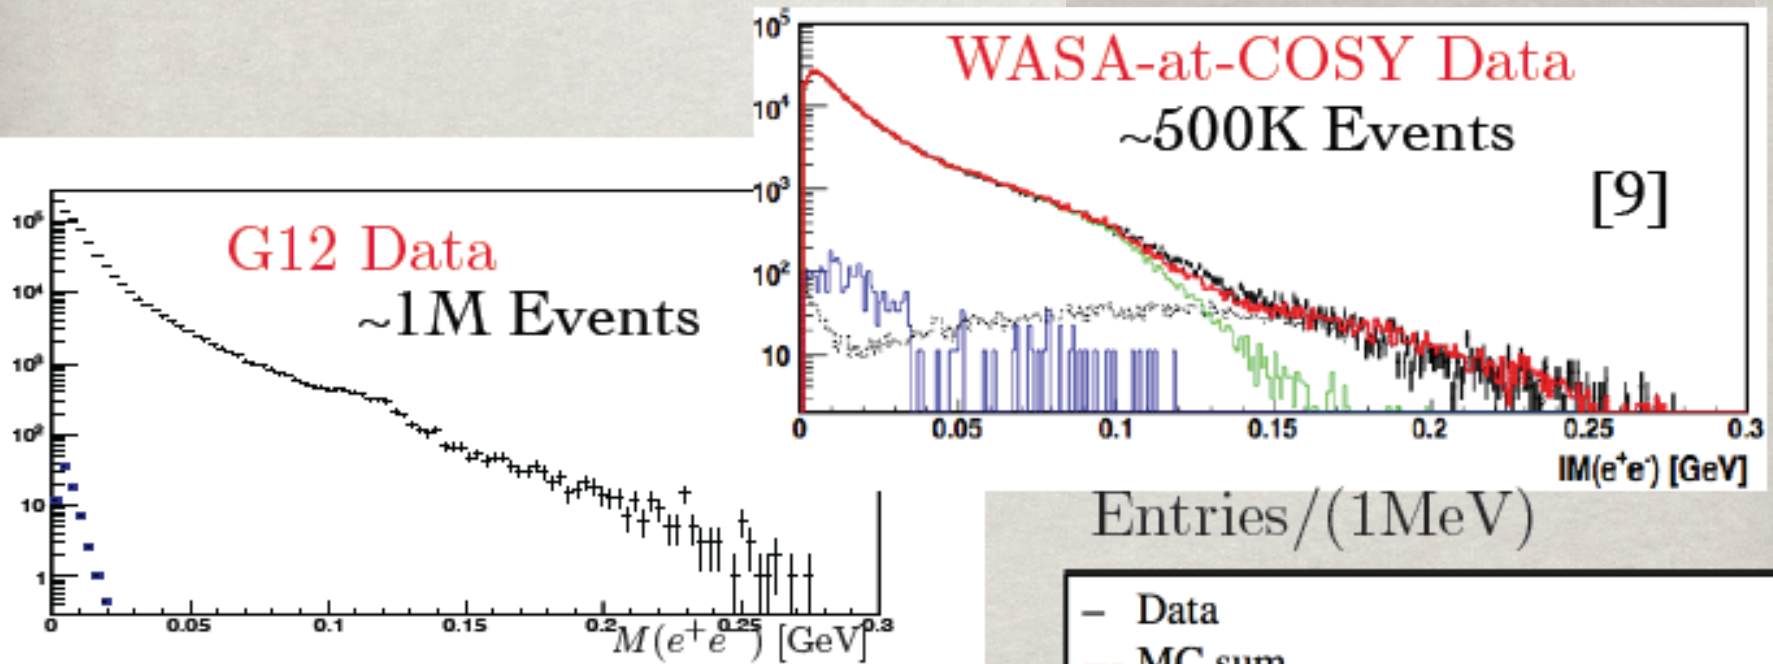 10⁵
WASA-at-COSY Data
10⁴
~500K Events
10³
[9]
10²
10
0 0.05 0.1 0.15 0.2 0.25 0.3
IM(e⁺e⁻) [GeV]
10⁵
G12 Data
10⁴
~1M Events
10³
10²
10
1
0 0.05 0.1 0.15 0.2 0.25 0.3
M(e⁺e⁻) [GeV]
Entries/(1MeV)
– Data
MC sum